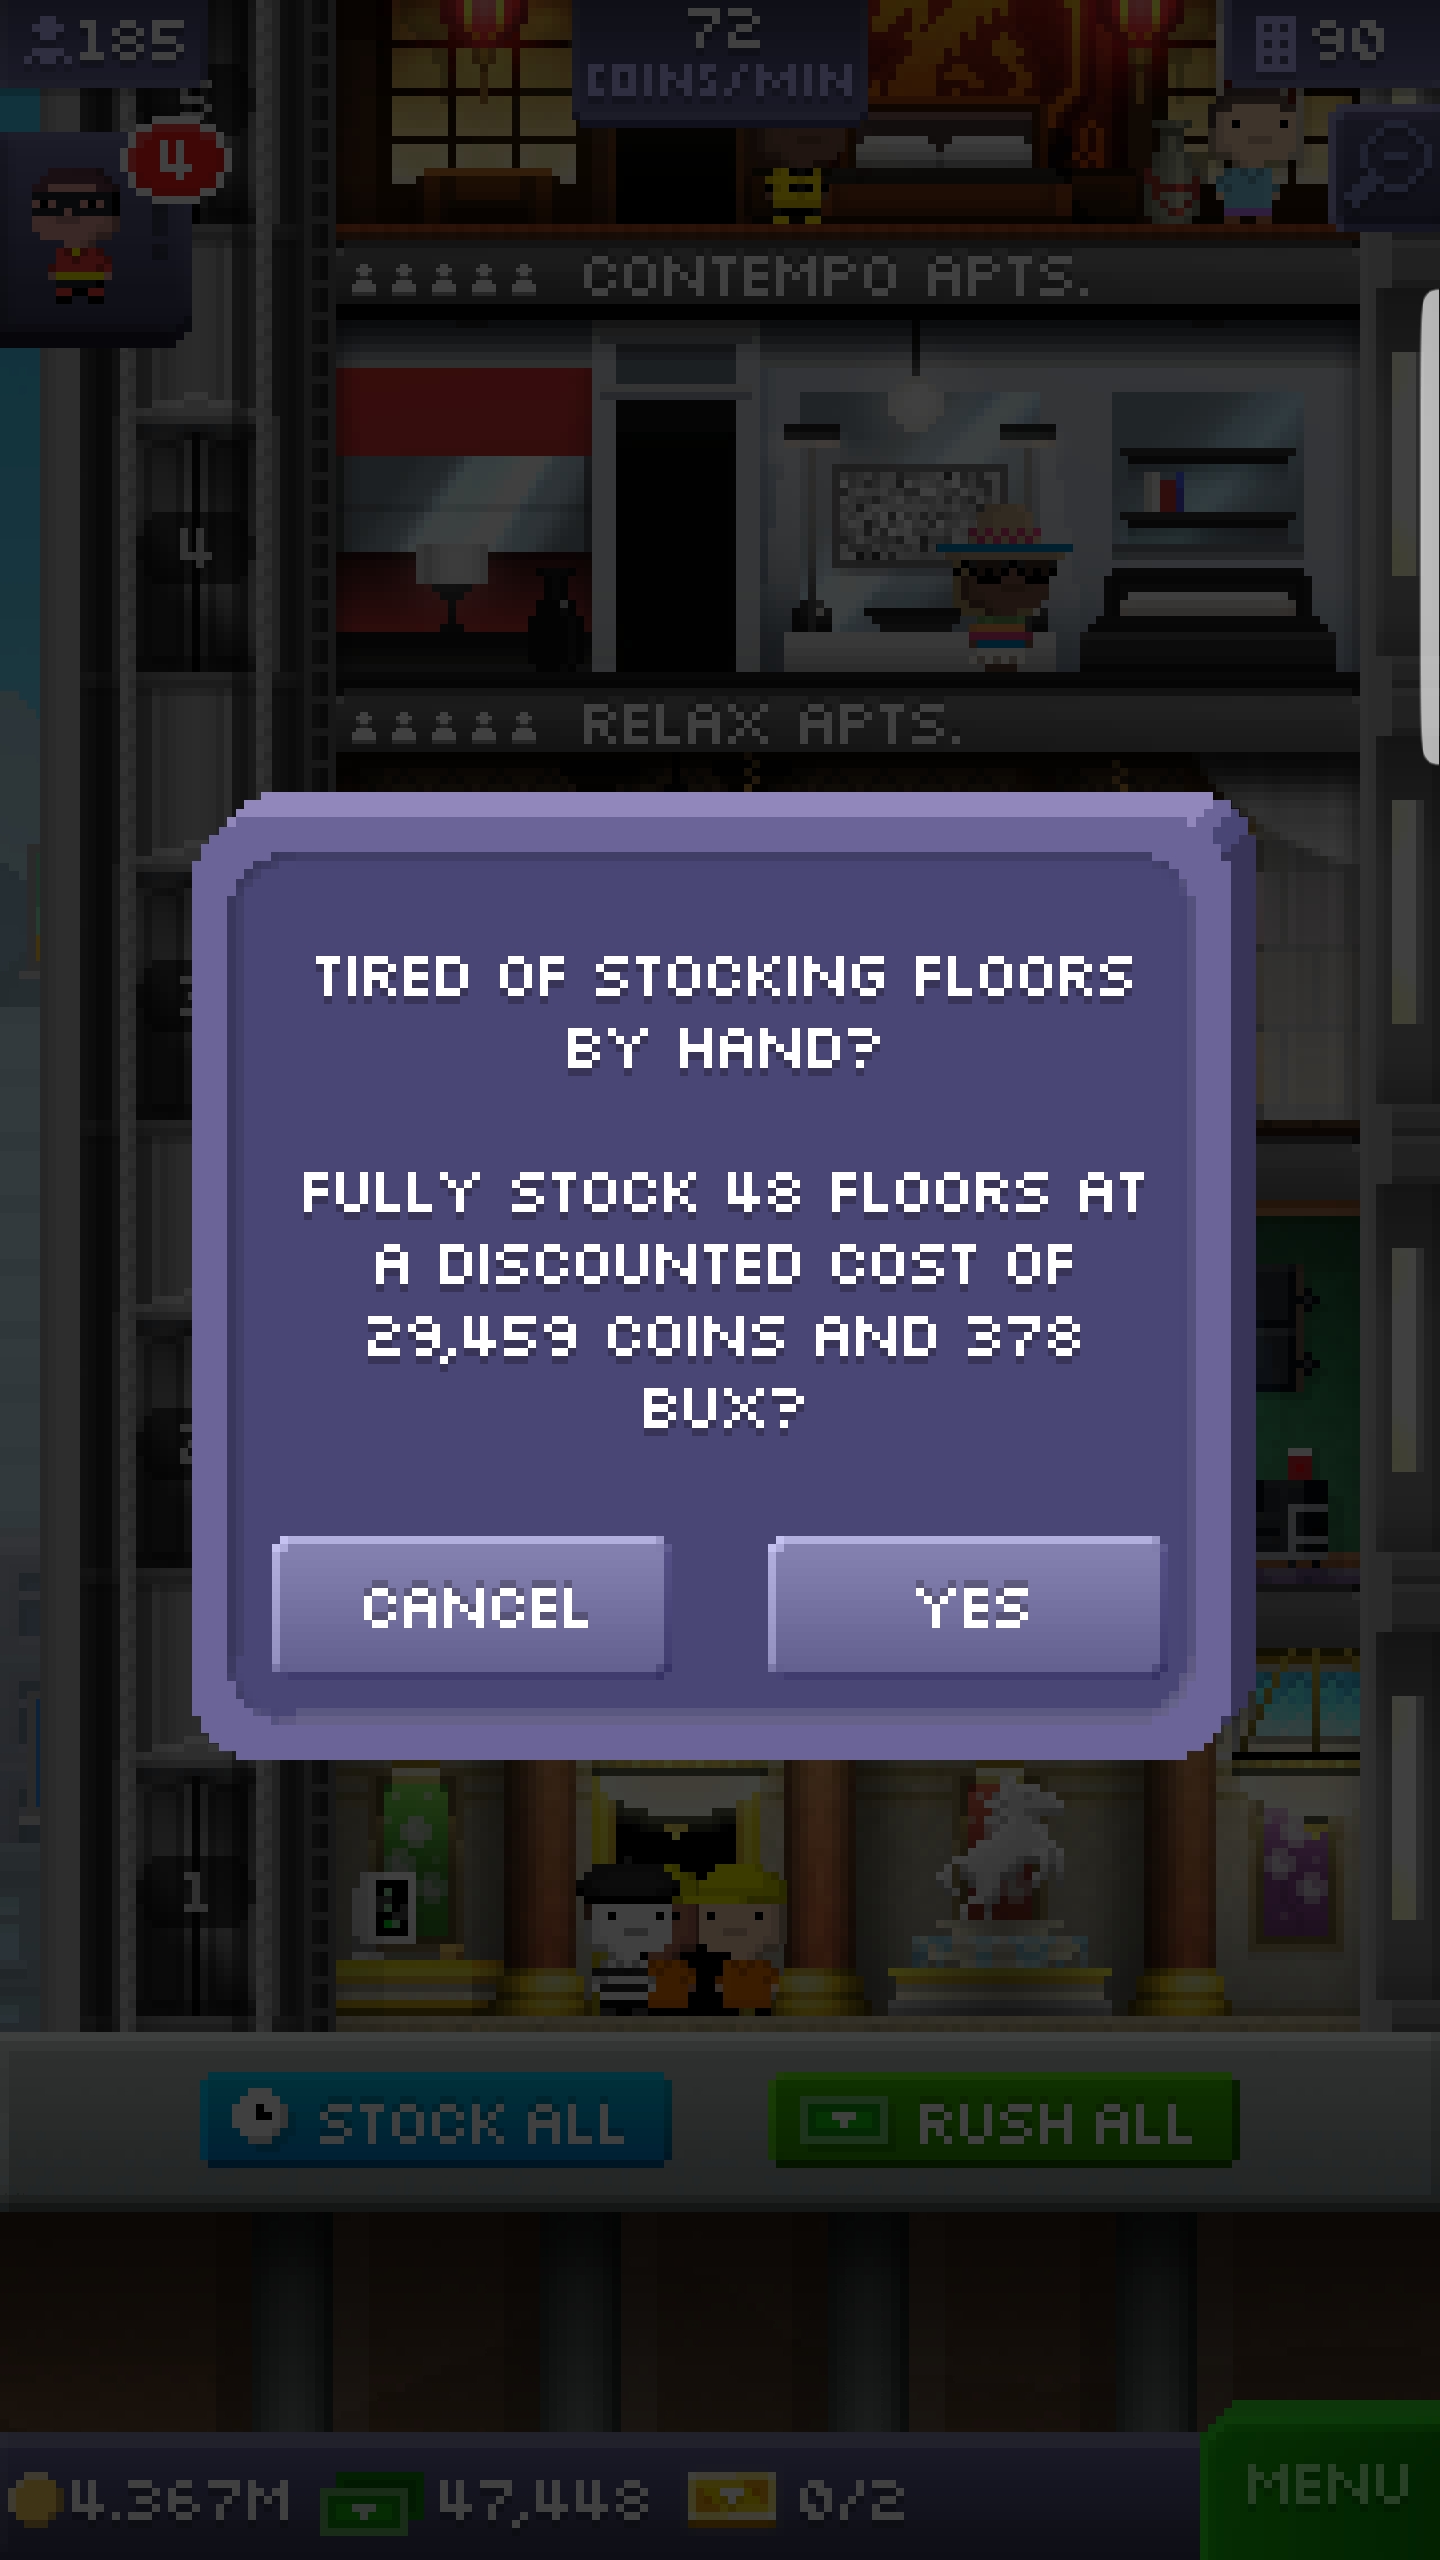 185
72
COINS/MIN
90
5
4
CONTEMPO APTS.
4
RELAX APTS.
TIRED OF STOCKING FLOORS
BY HAND?
FULLY STOCK 48 FLOORS AT
A DISCOUNTED COST OF
29,459 COINS AND 378
BUX?
CANCEL
YES
1
STOCK ALL
RUSH ALL
4.367M
47,448
0/2
MENU